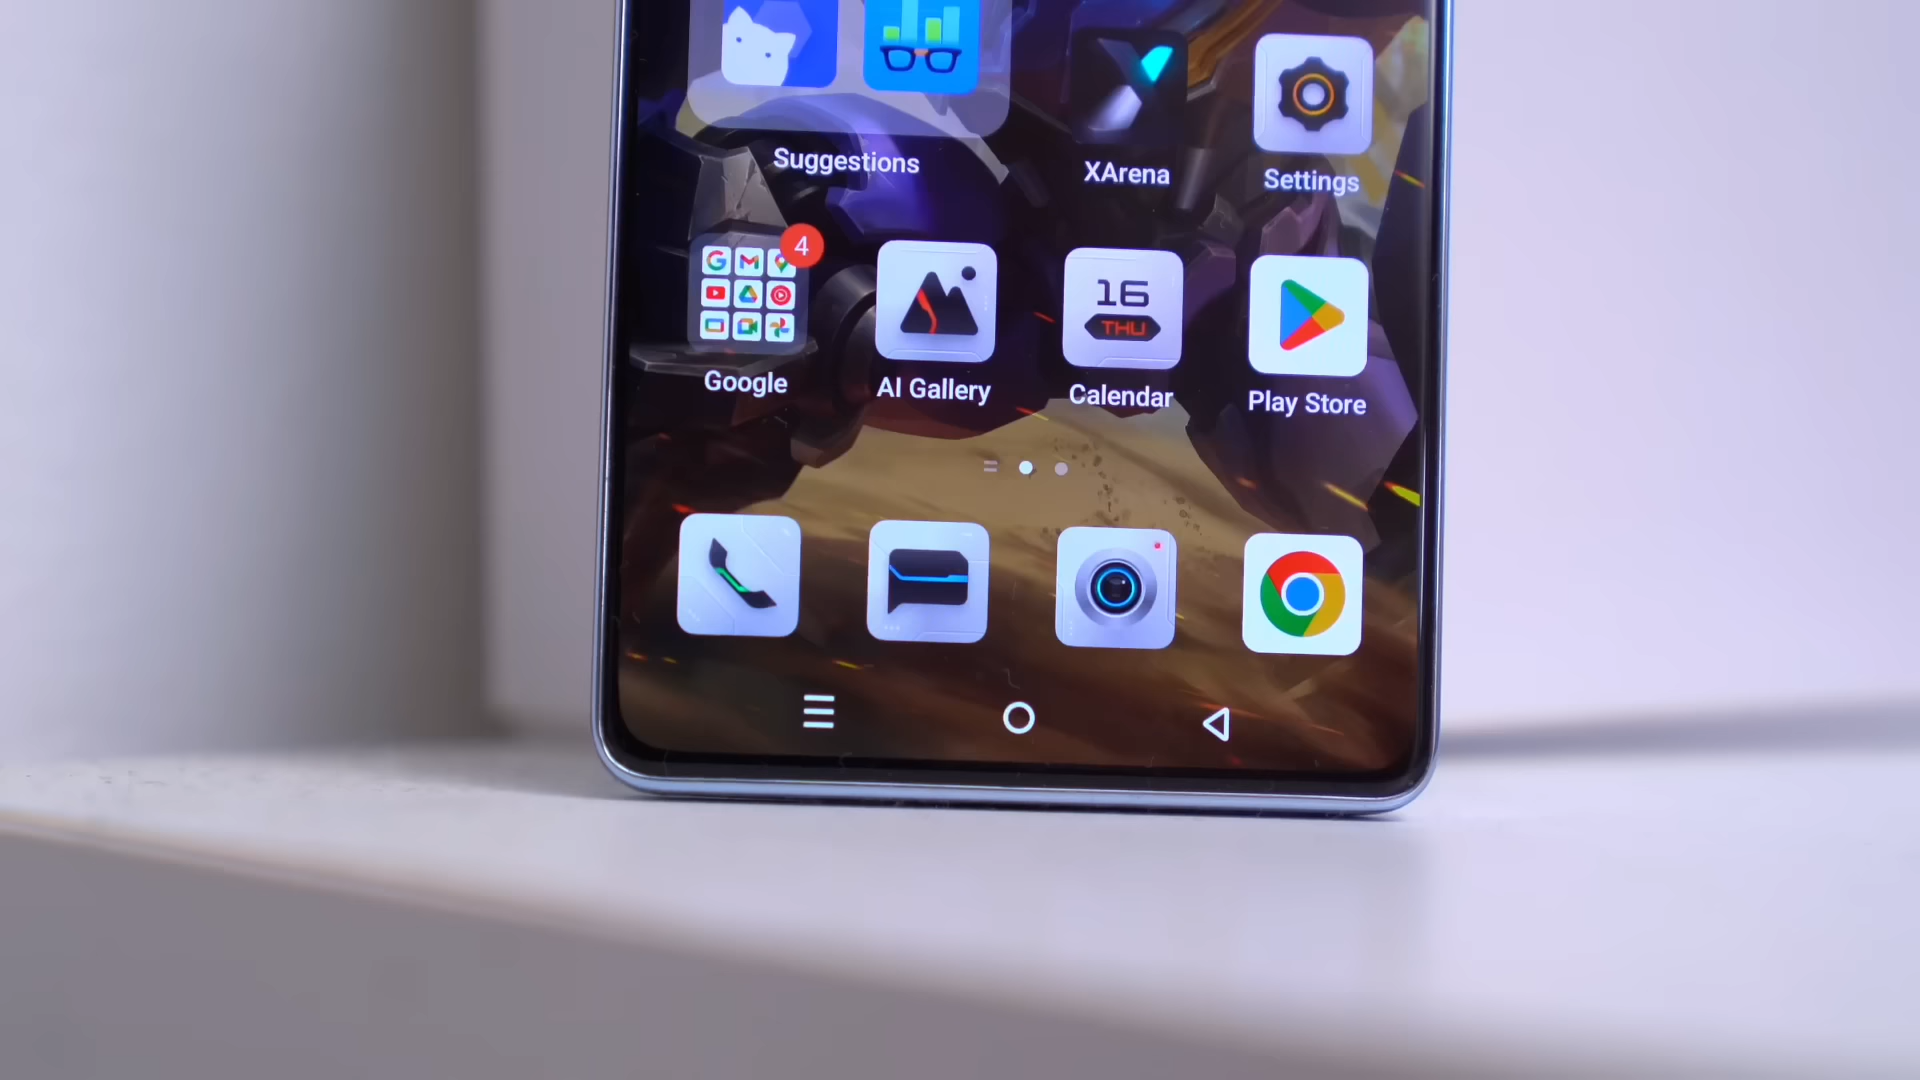 Suggestions
XArena
Settings
4
Google
AI Gallery
16
THU
Calendar
Play Store